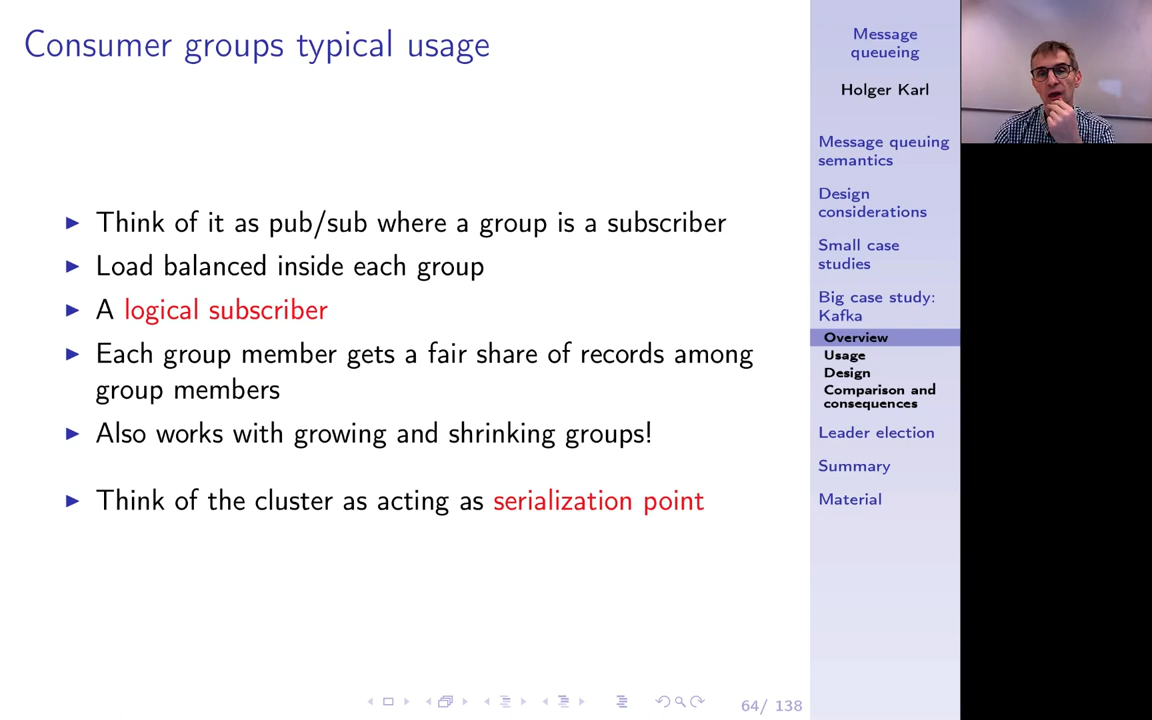 Consumer groups typical usage
Think of it as pub/sub where a group is a subscriber
Load balanced inside each group
A logical subscriber
Each group member gets a fair share of records among
group members
Also works with growing and shrinking groups!
Think of the cluster as acting as serialization point
64/ 138
Message
queueing
Holger Karl
Message queuing
semantics
Design
considerations
Small case
studies
Big case study:
Kafka
Overview
Usage
Design
Comparison and
consequences
Leader election
Summary
Material